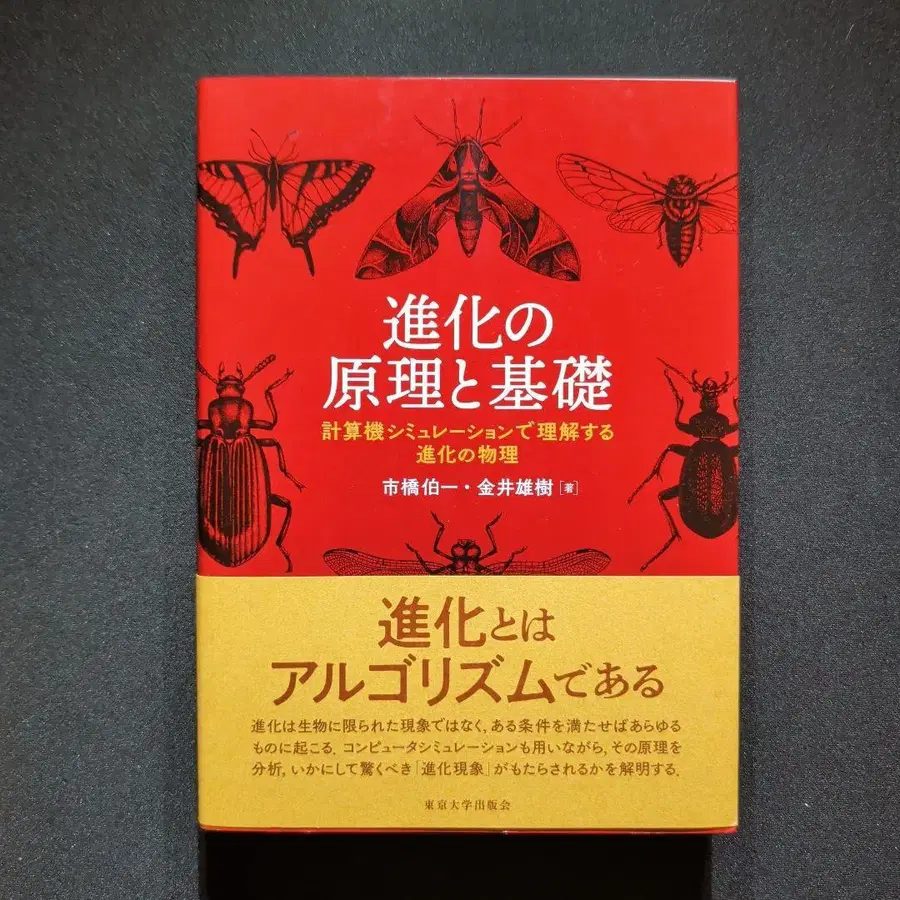 進化の
原理と基礎
計算機シミュレーションで理解する
進化の物理
市橋伯一・金井雄樹[著]
進化とは
アルゴリズムである
進化は生物に限られた現象ではなく,ある条件を満たせばあらゆる
ものに起こる.コンピュータシミュレーションも用いながら,その原理を
分析,いかにして驚くべき「進化現象」がもたらされるかを解明する.
東京大学出版会